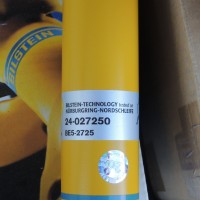 BILSTEIN
BILSTEIN-TECHNOLOGY tested on
NÜRBURGRING-NORDSCHLEIFE
24-027250
BE5-2725